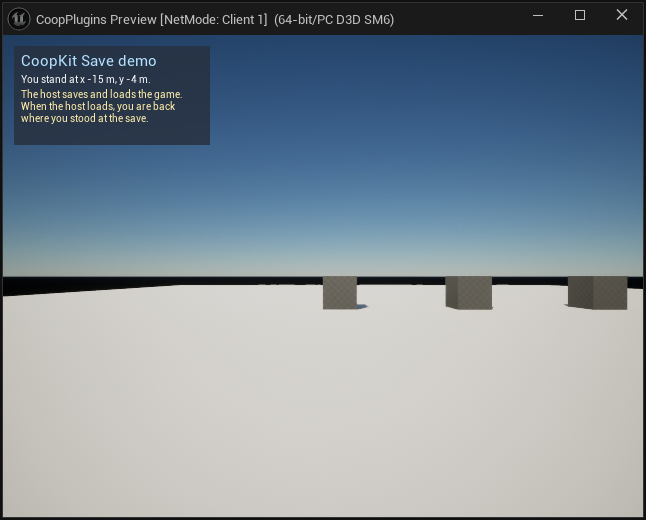 CoopPlugins Preview [NetMode: Client 1] (64-bit/PC D3D SM6)
CoopKit Save demo
You stand at x -15 m, y -4 m.
The host saves and loads the game.
When the host loads, you are back
where you stood at the save.